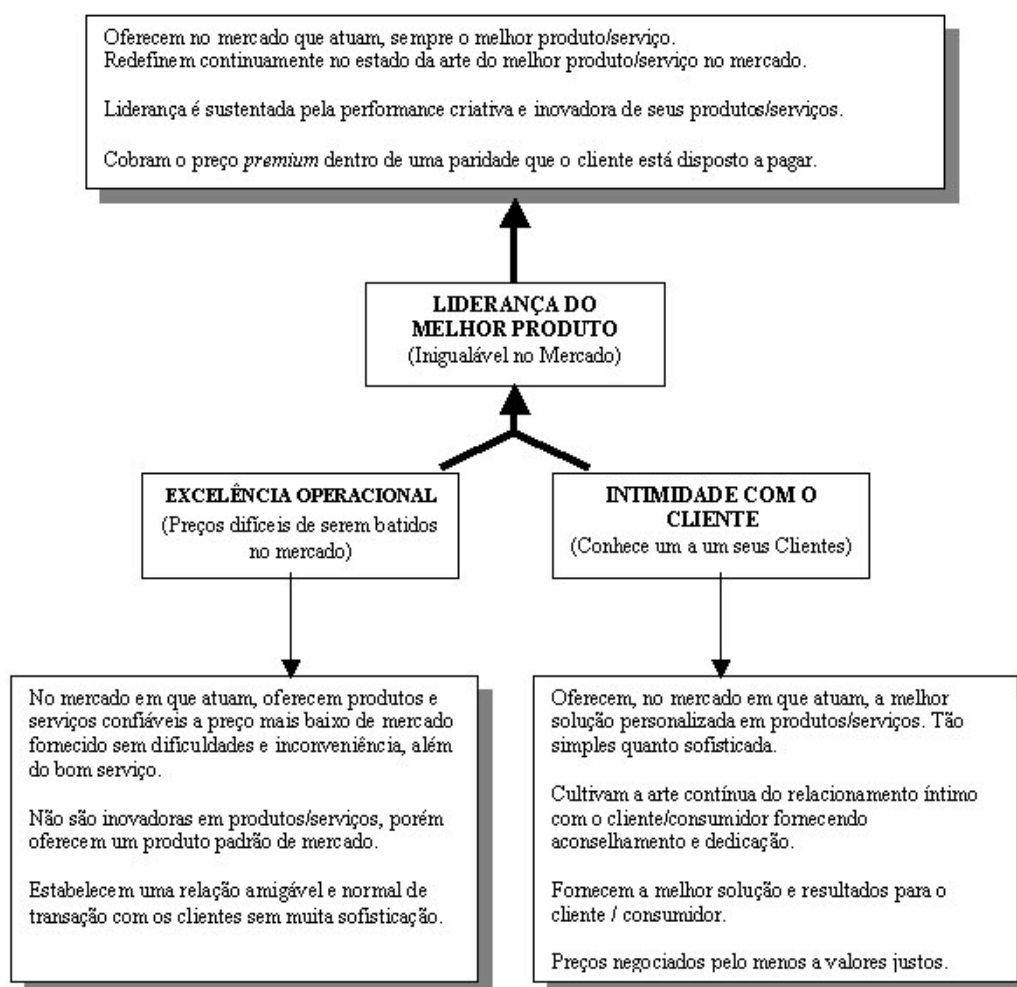 Oferecem no mercado que atuam, sempre o melhor produto/serviço.
Redefinem continuamente no estado da arte do melhor produto/serviço no mercado.
Liderança é sustentada pela performance criativa e inovadora de seus produtos/serviços.
Cobram o preço premium dentro de uma paridade que o cliente está disposto a pagar.
LIDERANÇA DO
MELHOR PRODUTO
(Inigualável no Mercado)
EXCELÊNCIA OPERACIONAL
(Preços difíceis de serem batidos
no mercado)
INTIMIDADE COM O
CLIENTE
(Conhece um a um seus Clientes)
No mercado em que atuam, oferecem produtos e
serviços confiáveis a preço mais baixo de mercado
fornecido sem dificuldades e inconveniência, além
do bom serviço.
Não são inovadoras em produtos/serviços, porém
oferecem um produto padrão de mercado.
Estabelecem uma relação amigável e normal de
transação com os clientes sem muita sofisticação.
Oferecem, no mercado em que atuam, a melhor
solução personalizada em produtos/serviços. Tão
simples quanto sofisticada.
Cultivam a arte contínua do relacionamento íntimo
com o cliente/consumidor fornecendo
aconselhamento e dedicação.
Fornecem a melhor solução e resultados para o
cliente / consumidor.
Preços negociados pelo menos a valores justos.